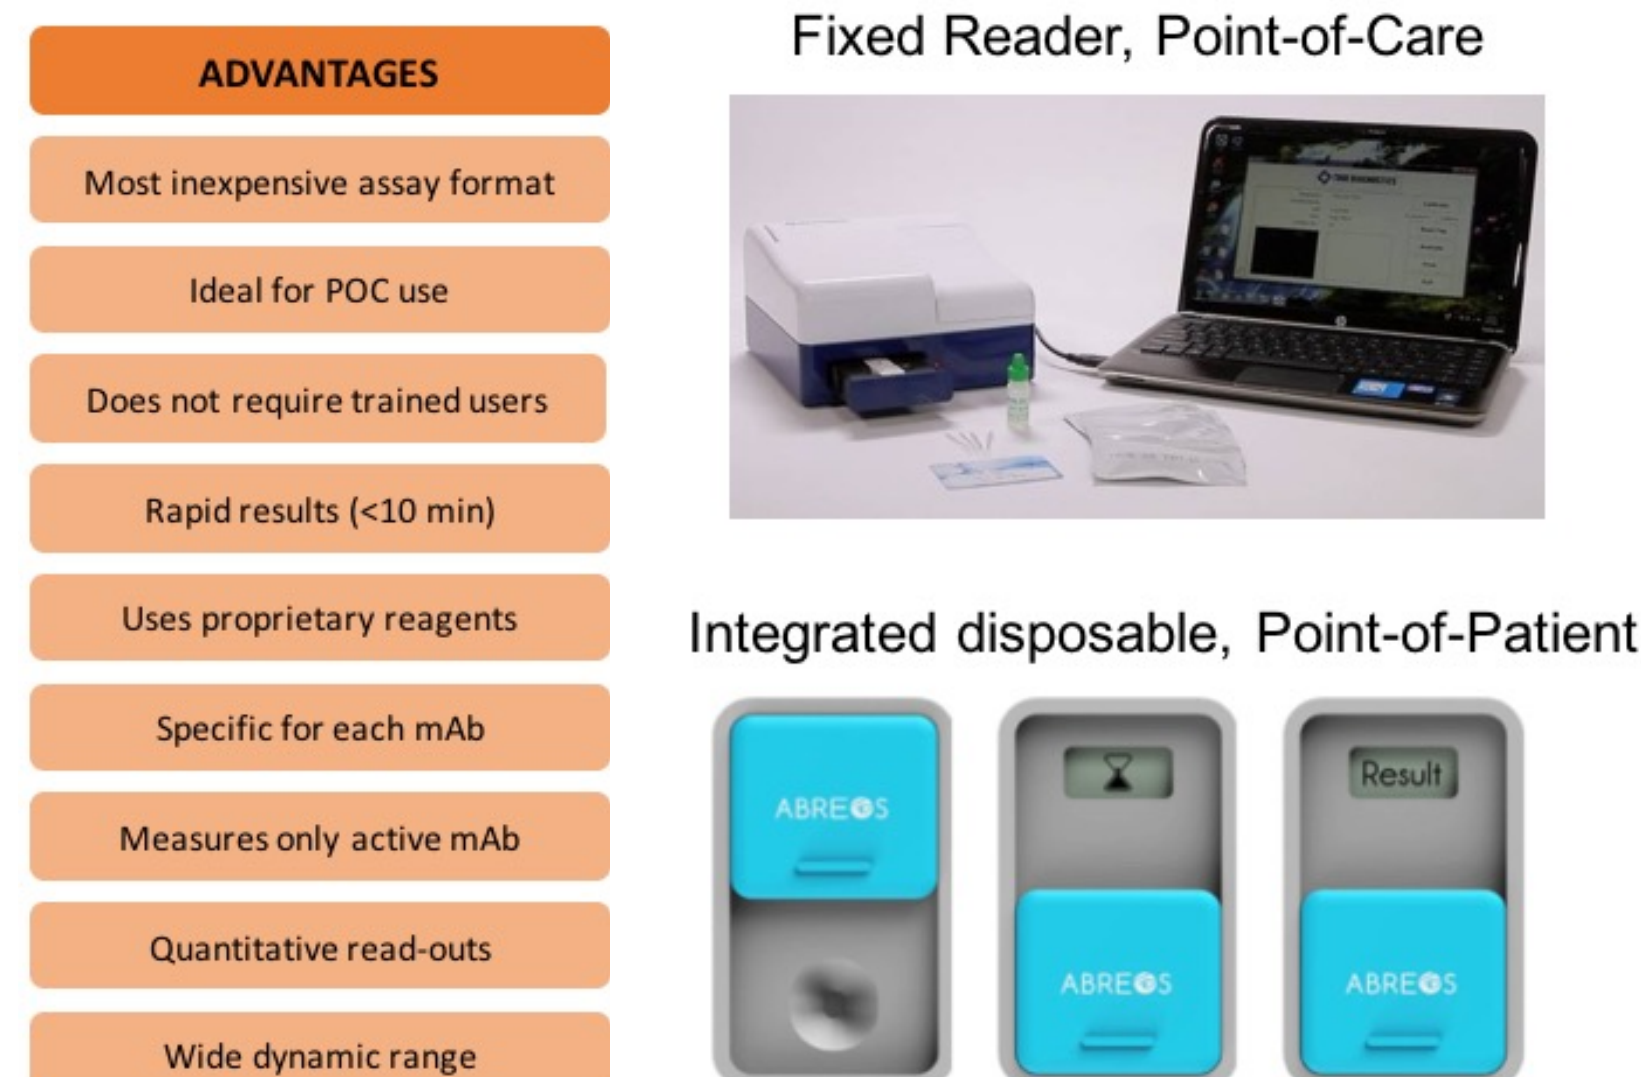 ADVANTAGES
Most inexpensive assay format
Ideal for POC use
Does not require trained users
Rapid results (<10 min)
Uses proprietary reagents
Specific for each mAb
Measures only active mAb
Quantitative read-outs
Wide dynamic range
Fixed Reader, Point-of-Care
Integrated disposable, Point-of-Patient
ABREOS
Result
ABREOS
ABREOS